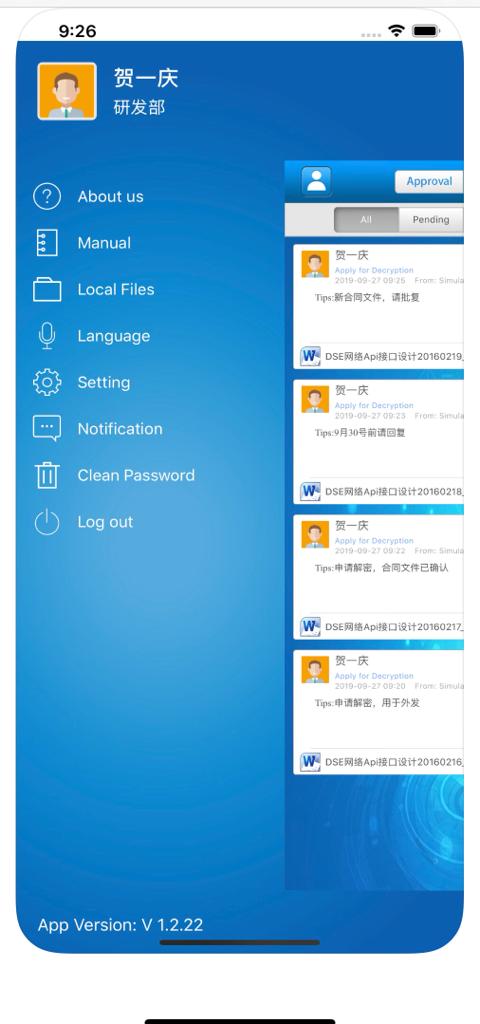 9:26
贺一庆
研发部
About us
Manual
Local Files
Language
Setting
Notification
Clean Password
Log out
App Version: V 1.2.22
Approval
All
Pending
贺一庆
Apply for Decryption
2019-09-27 09:25 From: Simula
Tips:新合同文件，请批复
DSE网络Api接口设计20160219_
贺一庆
Apply for Decryption
2019-09-27 09:23 From: Simula
Tips:9月30号前请回复
DSE网络Api接口设计20160218_
贺一庆
Apply for Decryption
2019-09-27 09:22 From: Simula
Tips:申请解密，合同文件已确认
DSE网络Api接口设计20160217_
贺一庆
Apply for Decryption
2019-09-27 09:20 From: Simula
Tips:申请解密，用于外发
DSE网络Api接口设计20160216_